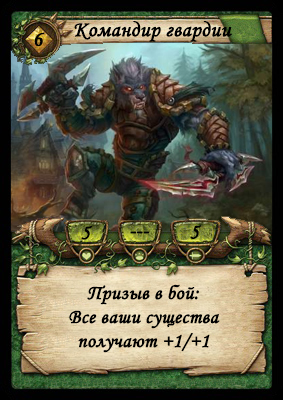 6
Командир гвардии
5 --- 5
Призыв в бой:
Все ваши существа
получают +1/+1